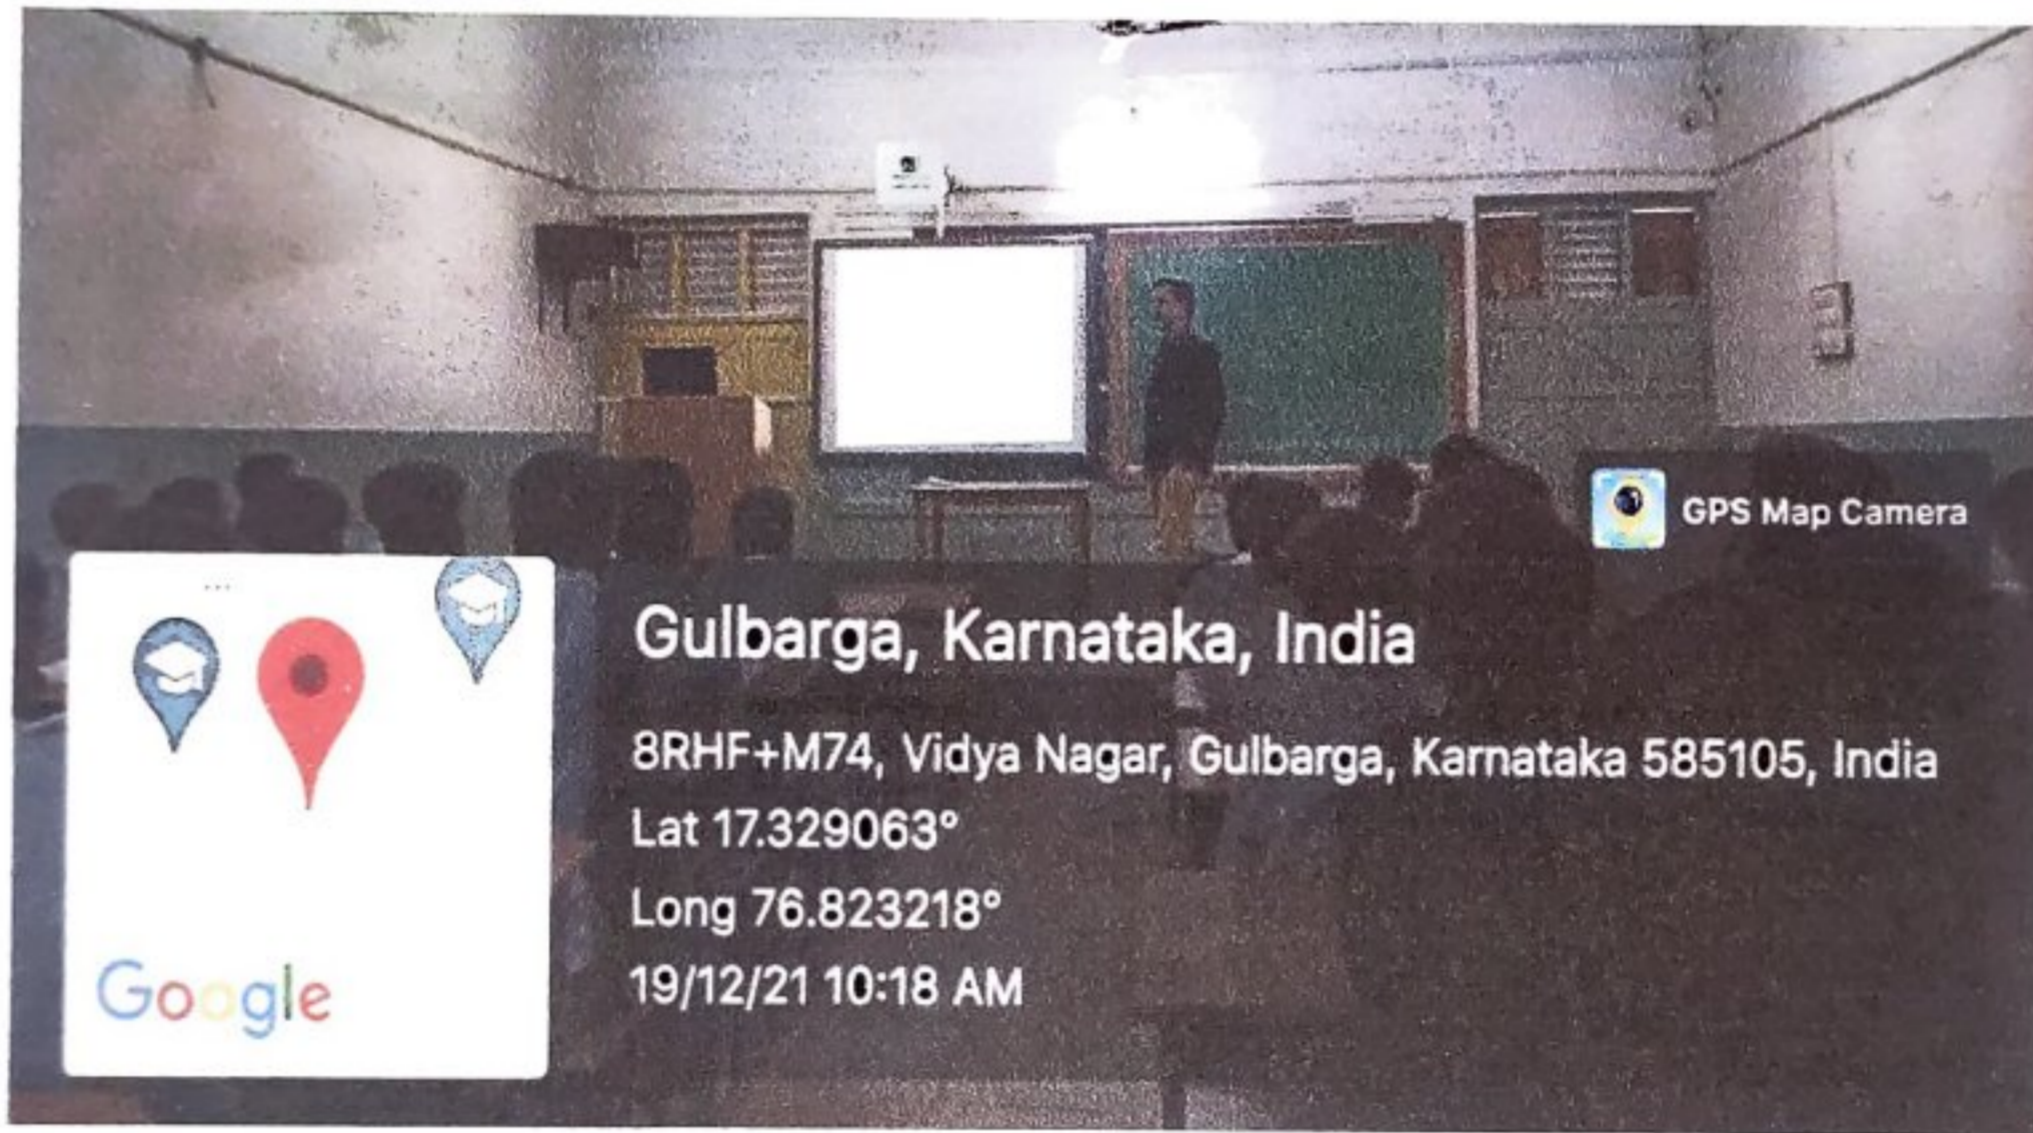 GPS Map Camera
Gulbarga, Karnataka, India
8RHF+M74, Vidya Nagar, Gulbarga, Karnataka 585105, India
Lat 17.329063°
Long 76.823218°
19/12/21 10:18 AM
Google